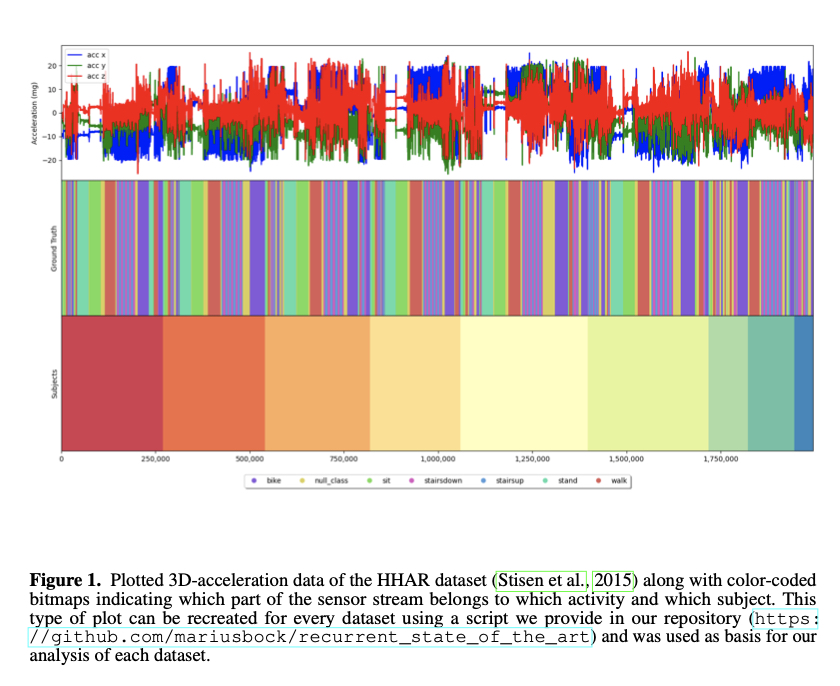 acc x
acc y
acc z
Acceleration (mg)
20
10
0
−10
−20
Ground Truth
Subjects
0 250,000 500,000 750,000 1,000,000 1,250,000 1,500,000 1,750,000
bike null_class sit stairsdown stairsup stand walk
Figure 1. Plotted 3D-acceleration data of the HHAR dataset (Stisen et al., 2015) along with color-coded
bitmaps indicating which part of the sensor stream belongs to which activity and which subject. This
type of plot can be recreated for every dataset using a script we provide in our repository (https:
//github.com/mariusbock/recurrent_state_of_the_art) and was used as basis for our
analysis of each dataset.